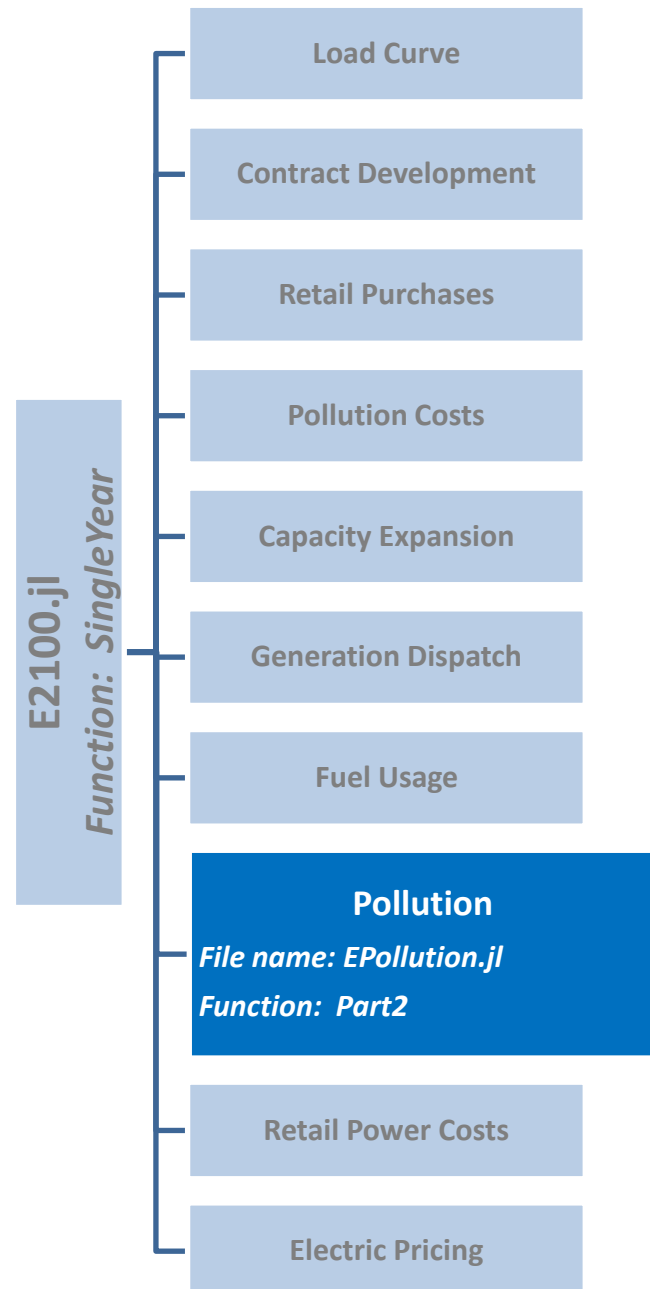 E2100.jl
Function:  SingleYear
Load Curve
Contract Development
Retail Purchases
Pollution Costs
Capacity Expansion
Generation Dispatch
Fuel Usage
Pollution
File name: EPollution.jl
Function:  Part2
Retail Power Costs
Electric Pricing